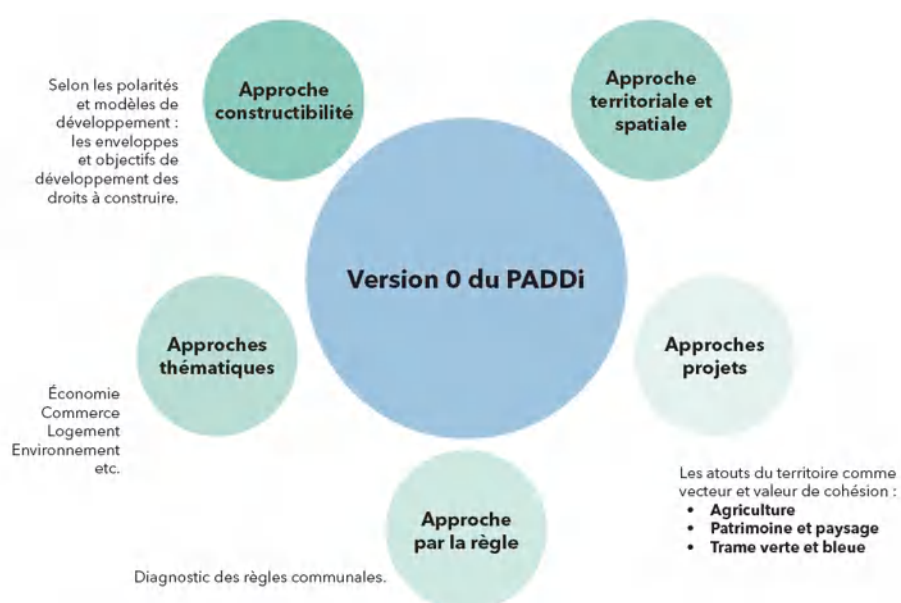 Approche
constructibilité
Selon les polarités
et modèles de
développement :
les enveloppes
et objectifs de
développement des
droits à construire.
Approche
territoriale et
spatiale
Version 0 du PADDi
Approches
thématiques
Économie
Commerce
Logement
Environnement
etc.
Approches
projets
Les atouts du territoire comme
vecteur et valeur de cohésion :
• Agriculture
• Patrimoine et paysage
• Trame verte et bleue
Approche
par la règle
Diagnostic des règles communales.